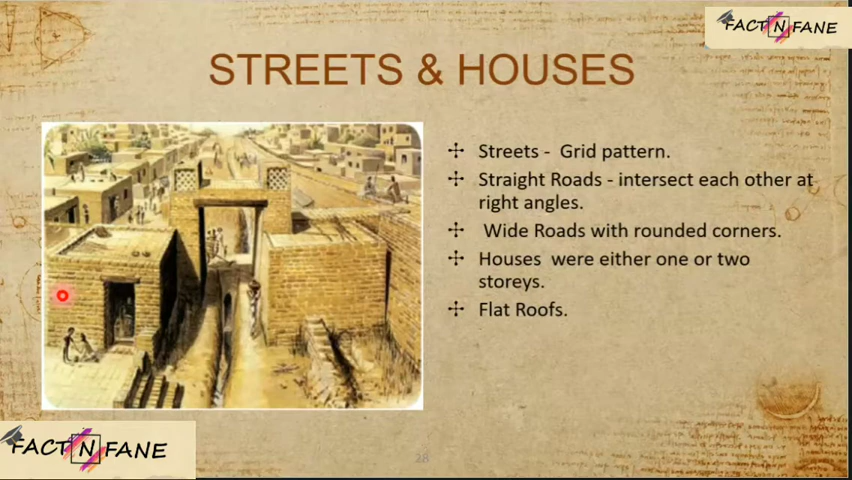 FACT N FANE
STREETS & HOUSES
Streets - Grid pattern.
Straight Roads - intersect each other at
right angles.
Wide Roads with rounded corners.
Houses were either one or two
storeys.
Flat Roofs.
FACT N FANE
28